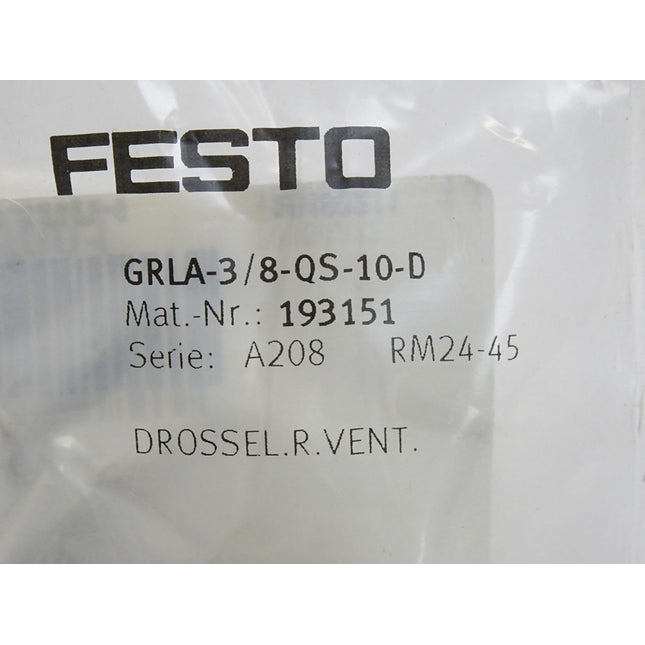 FESTO
GRLA-3/8-QS-10-D
Mat.-Nr.: 193151
Serie: A208 RM24-45
DROSSEL.R.VENT.